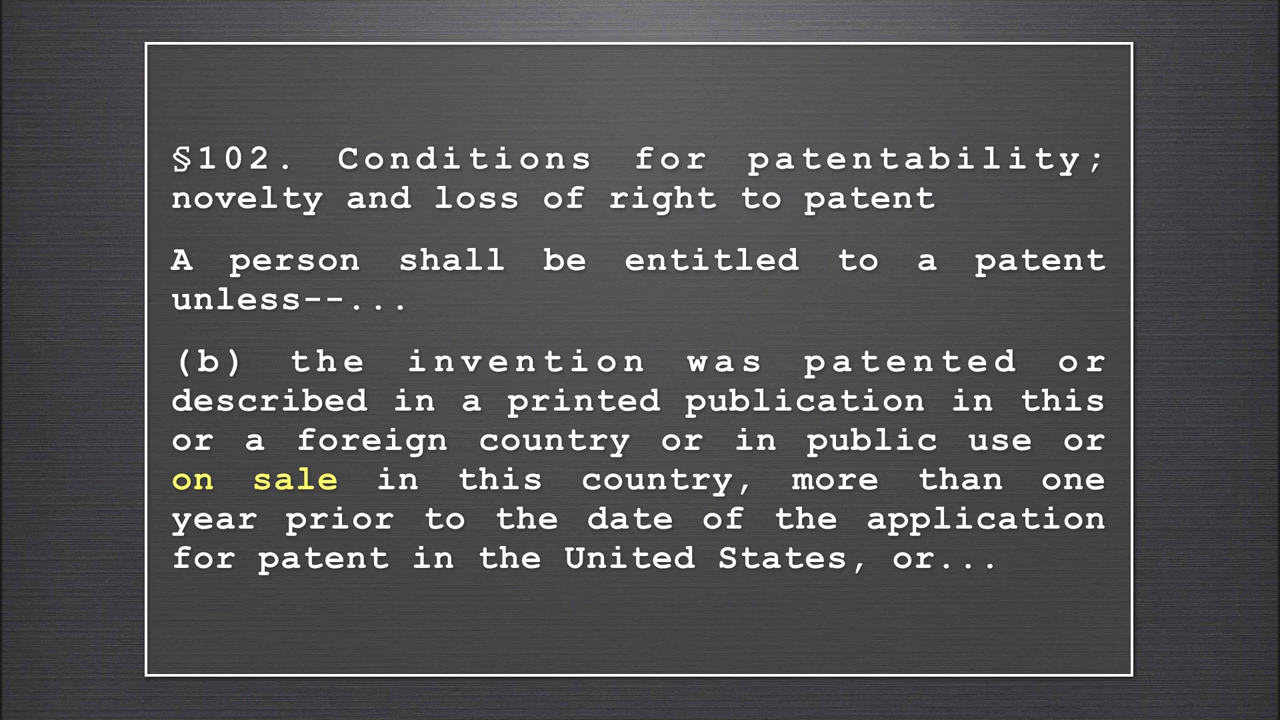 §102. Conditions for patentability;
novelty and loss of right to patent
A person shall be entitled to a patent
unless--...
(b) the invention was patented or
described in a printed publication in this
or a foreign country or in public use or
on sale in this country, more than one
year prior to the date of the application
for patent in the United States, or...